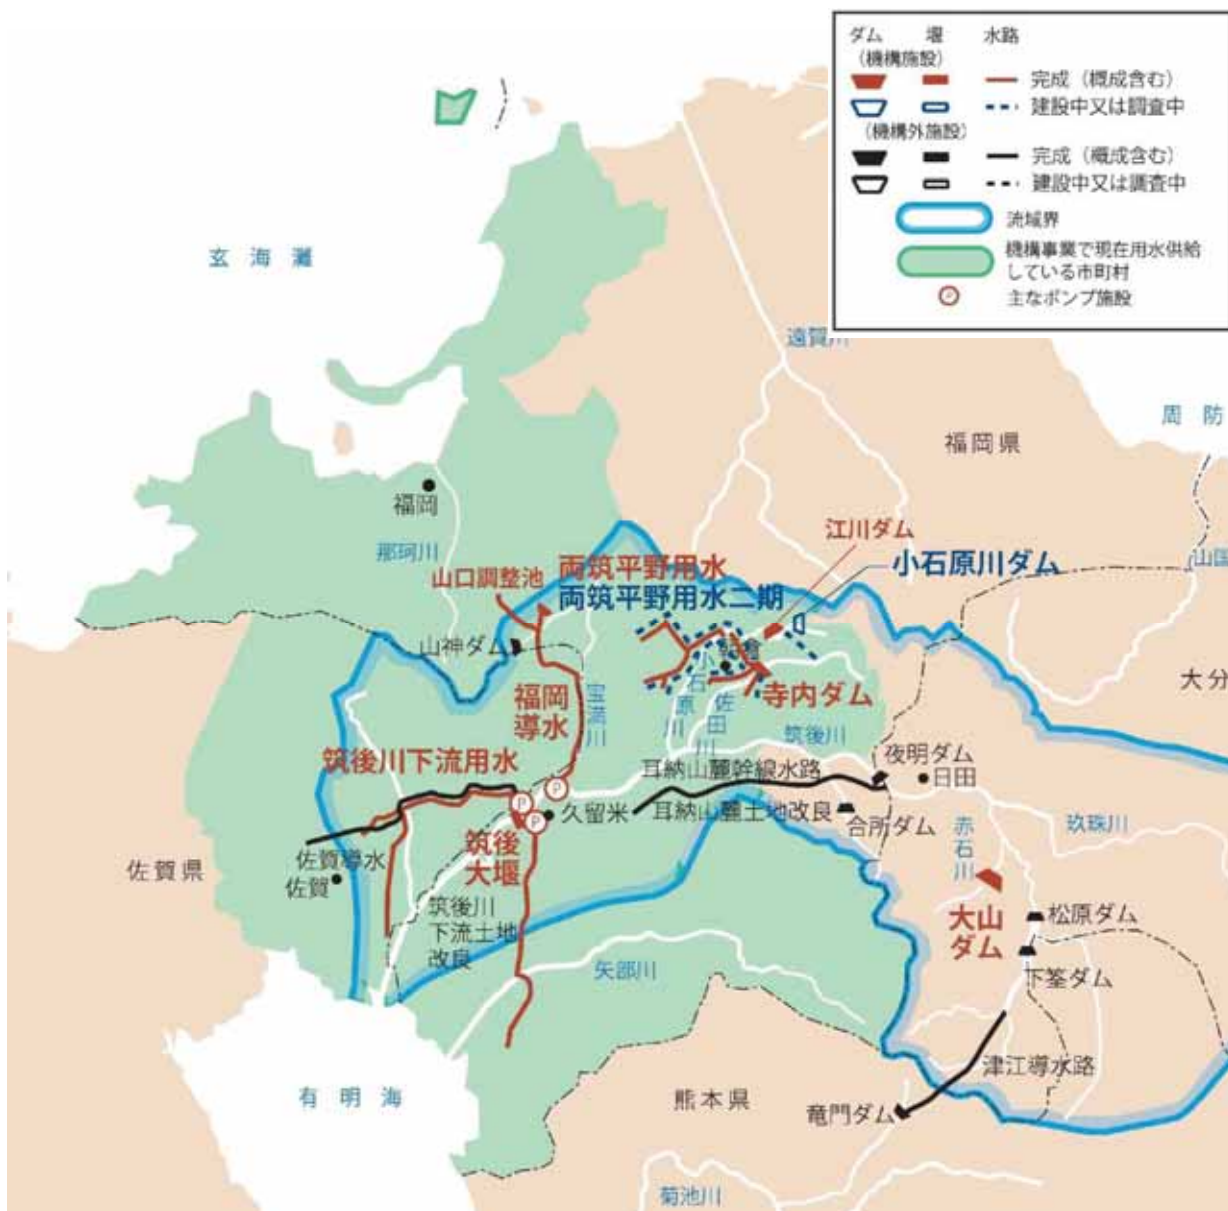 ダム 堰 水路
(機構施設)
完成(概成含む)
建設中又は調査中
(機構外施設)
完成(概成含む)
建設中又は調査中
流域界
機構事業で現在用水供給
している市町村
P 主なポンプ施設
玄海灘
遠賀川
周防
福岡県
福岡
那珂川
江川ダム
小石原川ダム
山口調整池
両筑平野用水
両筑平野用水二期
山国
山神ダム
朝倉
小石原川
佐田川
寺内ダム
大分
福岡
導水
宝満川
筑後川
筑後川下流用水
耳納山麓幹線水路
夜明ダム
日田
P
P
P
久留米
耳納山麓土地改良
合所ダム
赤石川
玖珠川
筑後
大堰
佐賀県
佐賀導水
佐賀
筑後川
下流土地
改良
大山
ダム
松原ダム
下筌ダム
矢部川
津江導水路
有明海
熊本県
竜門ダム
菊池川